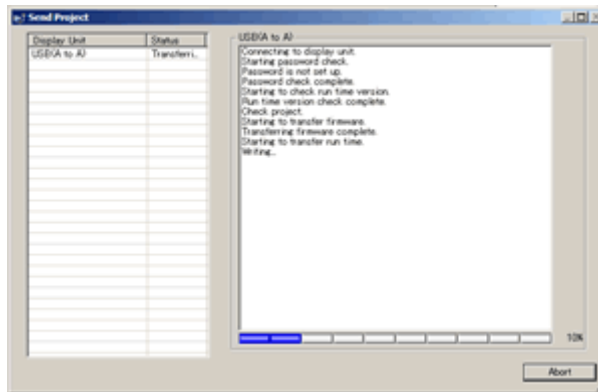 Send Project
Display Unit Status
USB(A to A) Transferri...
USB(A to A)
Connecting to display unit.
Starting password check.
Password is not set up.
Password check complete.
Starting to check run time version.
Run time version check complete.
Check project.
Starting to transfer firmware.
Transferring firmware complete.
Starting to transfer run time.
Writing...
10%
Abort